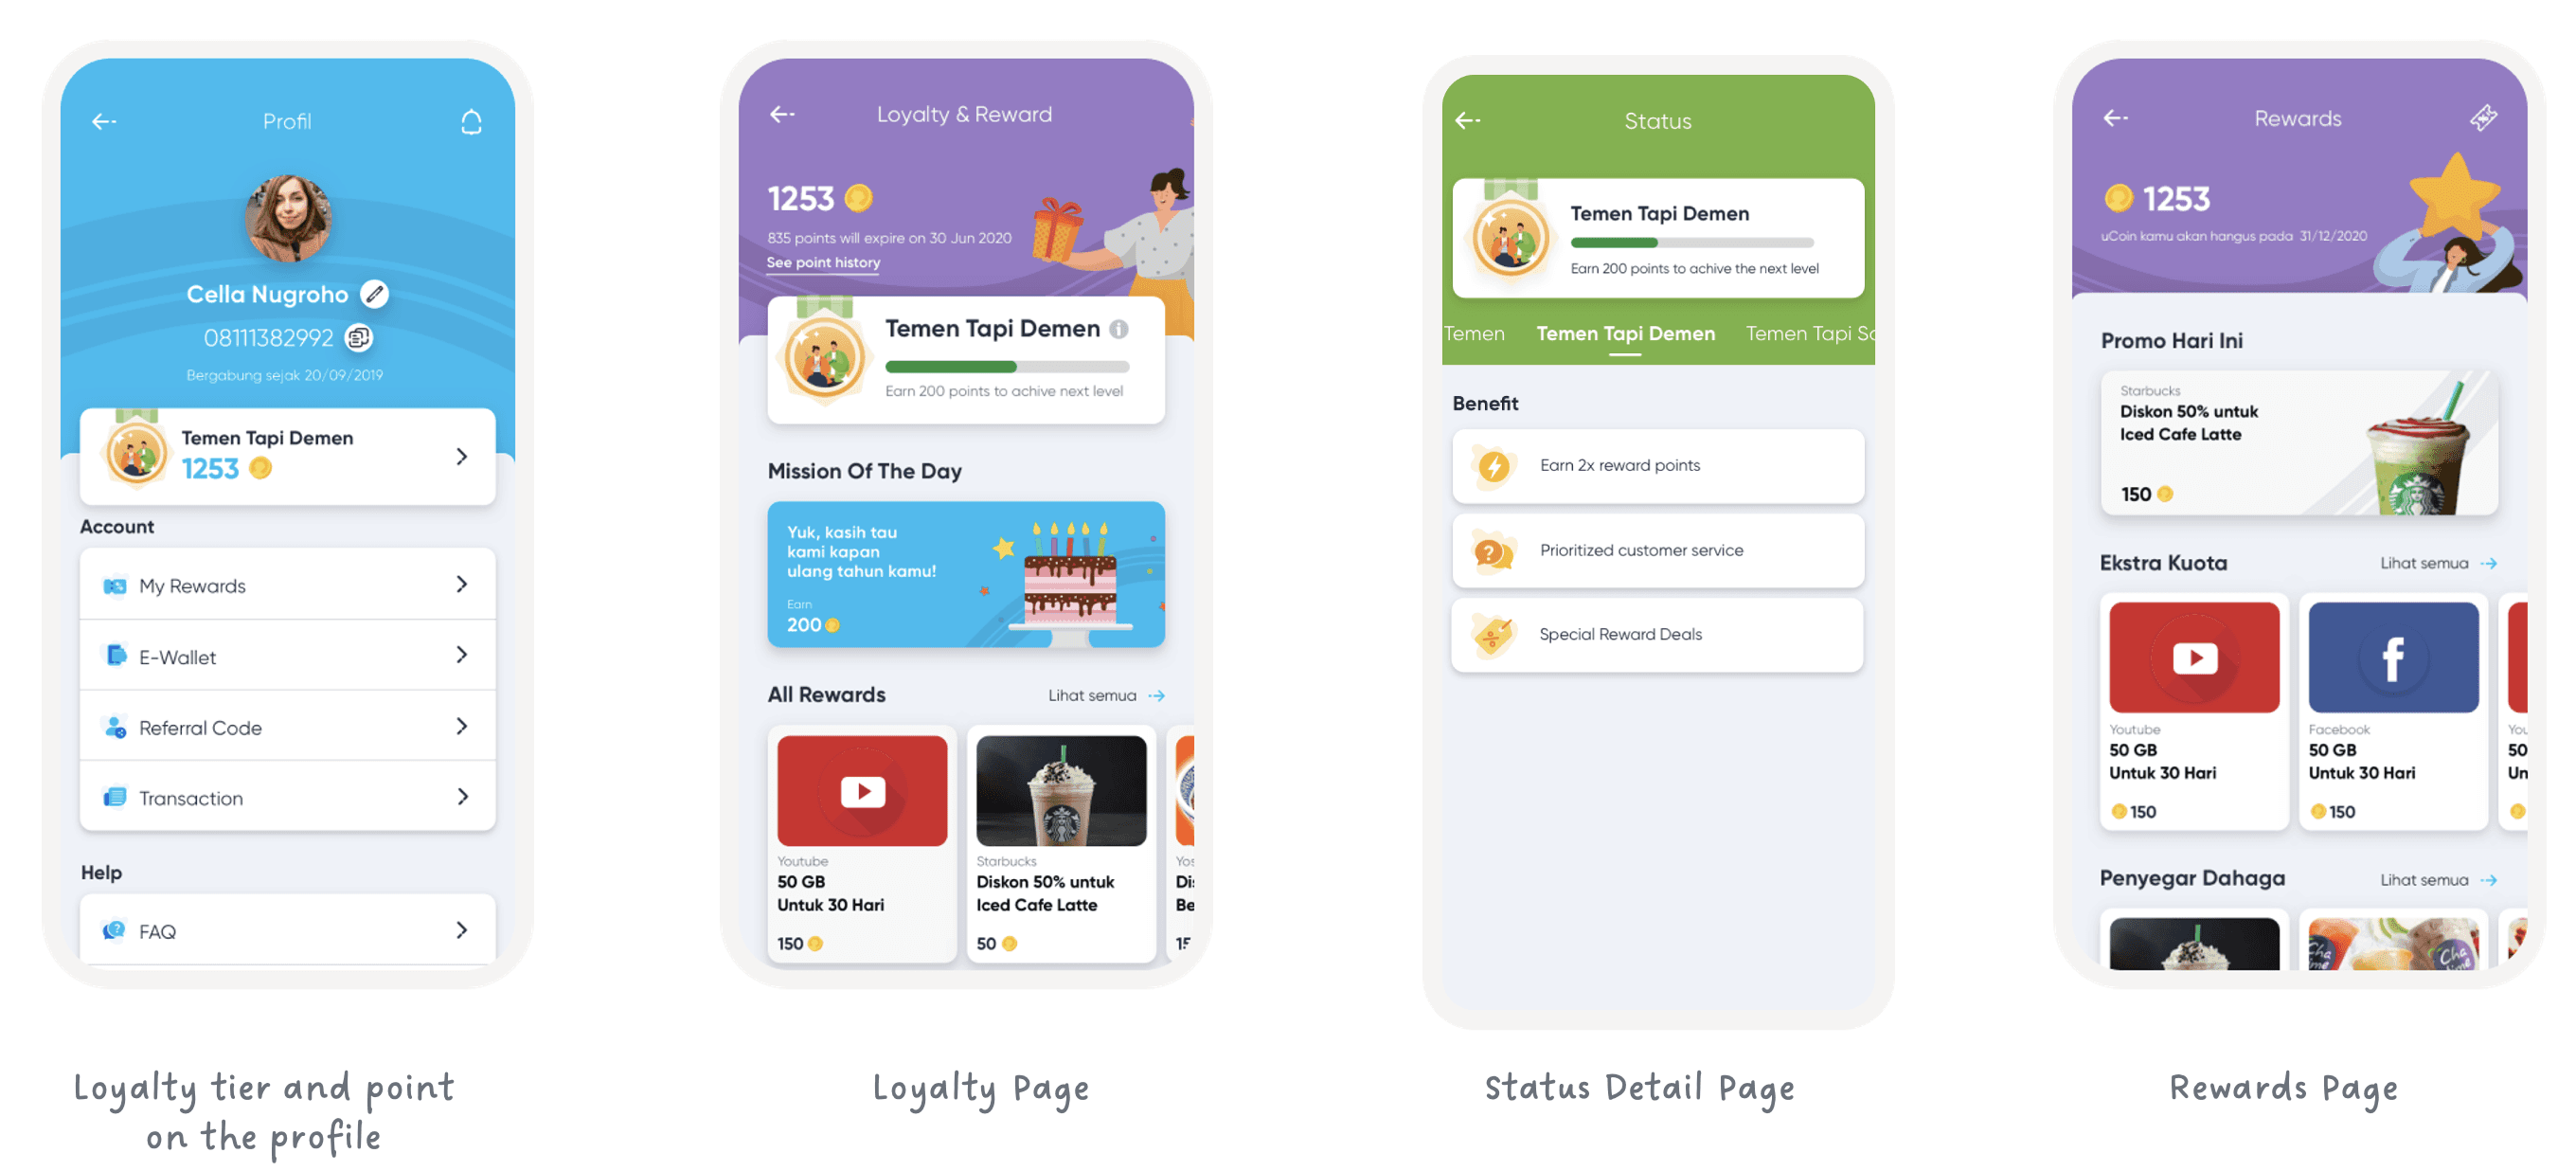 Profil
Cella Nugroho
08111382992
Bergabung sejak 20/09/2019
Temen Tapi Demen
1253
Account
My Rewards
E-Wallet
Referral Code
Transaction
Help
FAQ
Loyalty tier and point
on the profile
Loyalty & Reward
1253
835 points will expire on 30 Jun 2020
See point history
Temen Tapi Demen
Earn 200 points to achive next level
Mission Of The Day
Yuk, kasih tau
kami kapan
ulang tahun kamu!
Earn
200
All Rewards
Lihat semua
Youtube
50 GB
Untuk 30 Hari
150
Starbucks
Diskon 50% untuk
Iced Cafe Latte
50
Loyalty Page
Status
Temen Tapi Demen
Earn 200 points to achive the next level
Temen
Temen Tapi Demen
Temen Tapi
Benefit
Earn 2x reward points
Prioritized customer service
Special Reward Deals
Status Detail Page
Rewards
1253
uCoin kamu akan hangus pada 31/12/2020
Promo Hari Ini
Starbucks
Diskon 50% untuk
Iced Cafe Latte
150
Ekstra Kuota
Lihat semua
Youtube
50 GB
Untuk 30 Hari
150
Facebook
50 GB
Untuk 30 Hari
150
50
Penyegar Dahaga
Lihat semua
Cha
Rewards Page